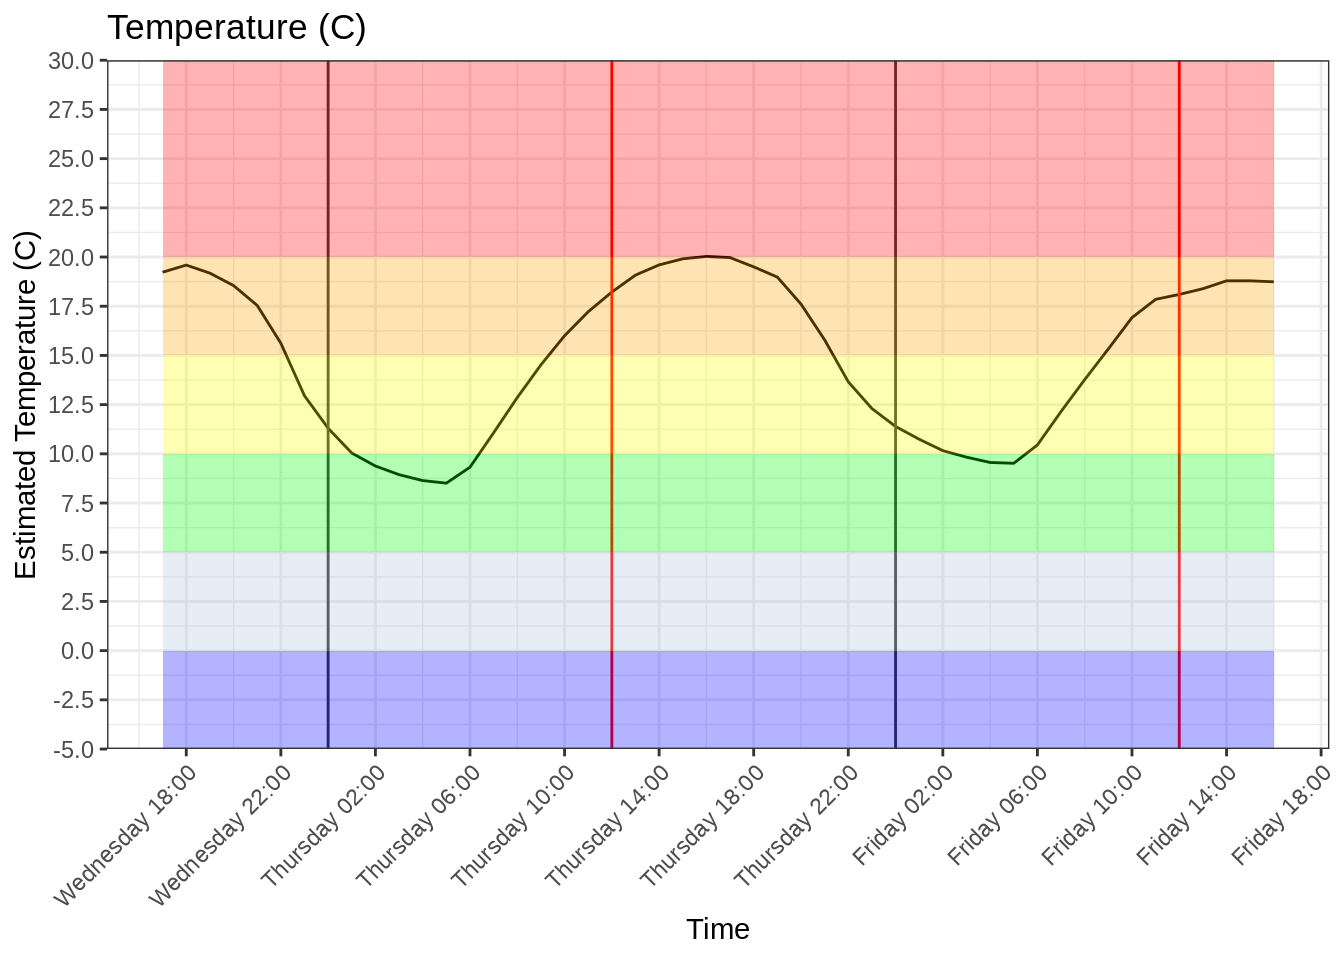 Temperature (C)
Estimated Temperature (C)
30.0
27.5
25.0
22.5
20.0
17.5
15.0
12.5
10.0
7.5
5.0
2.5
0.0
-2.5
-5.0
Wednesday 18:00
Wednesday 22:00
Thursday 02:00
Thursday 06:00
Thursday 10:00
Thursday 14:00
Thursday 18:00
Thursday 22:00
Friday 02:00
Friday 06:00
Friday 10:00
Friday 14:00
Friday 18:00
Time